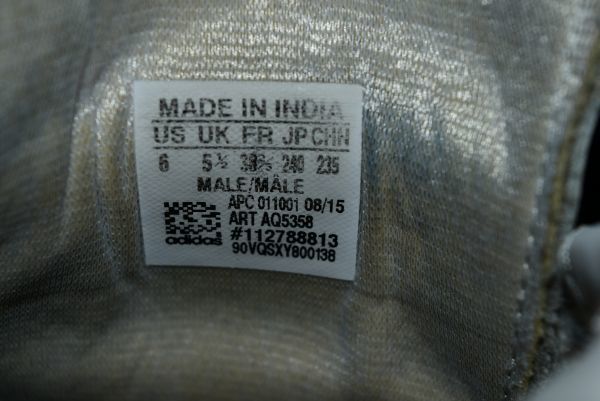 MADE IN INDIA
US UK FR JP CHN
6 5½ 38⅔ 240 235
MALE/MÂLE
APC 011001 08/15
ART AQ5358
#112788813
adidas
90VQSXY800138